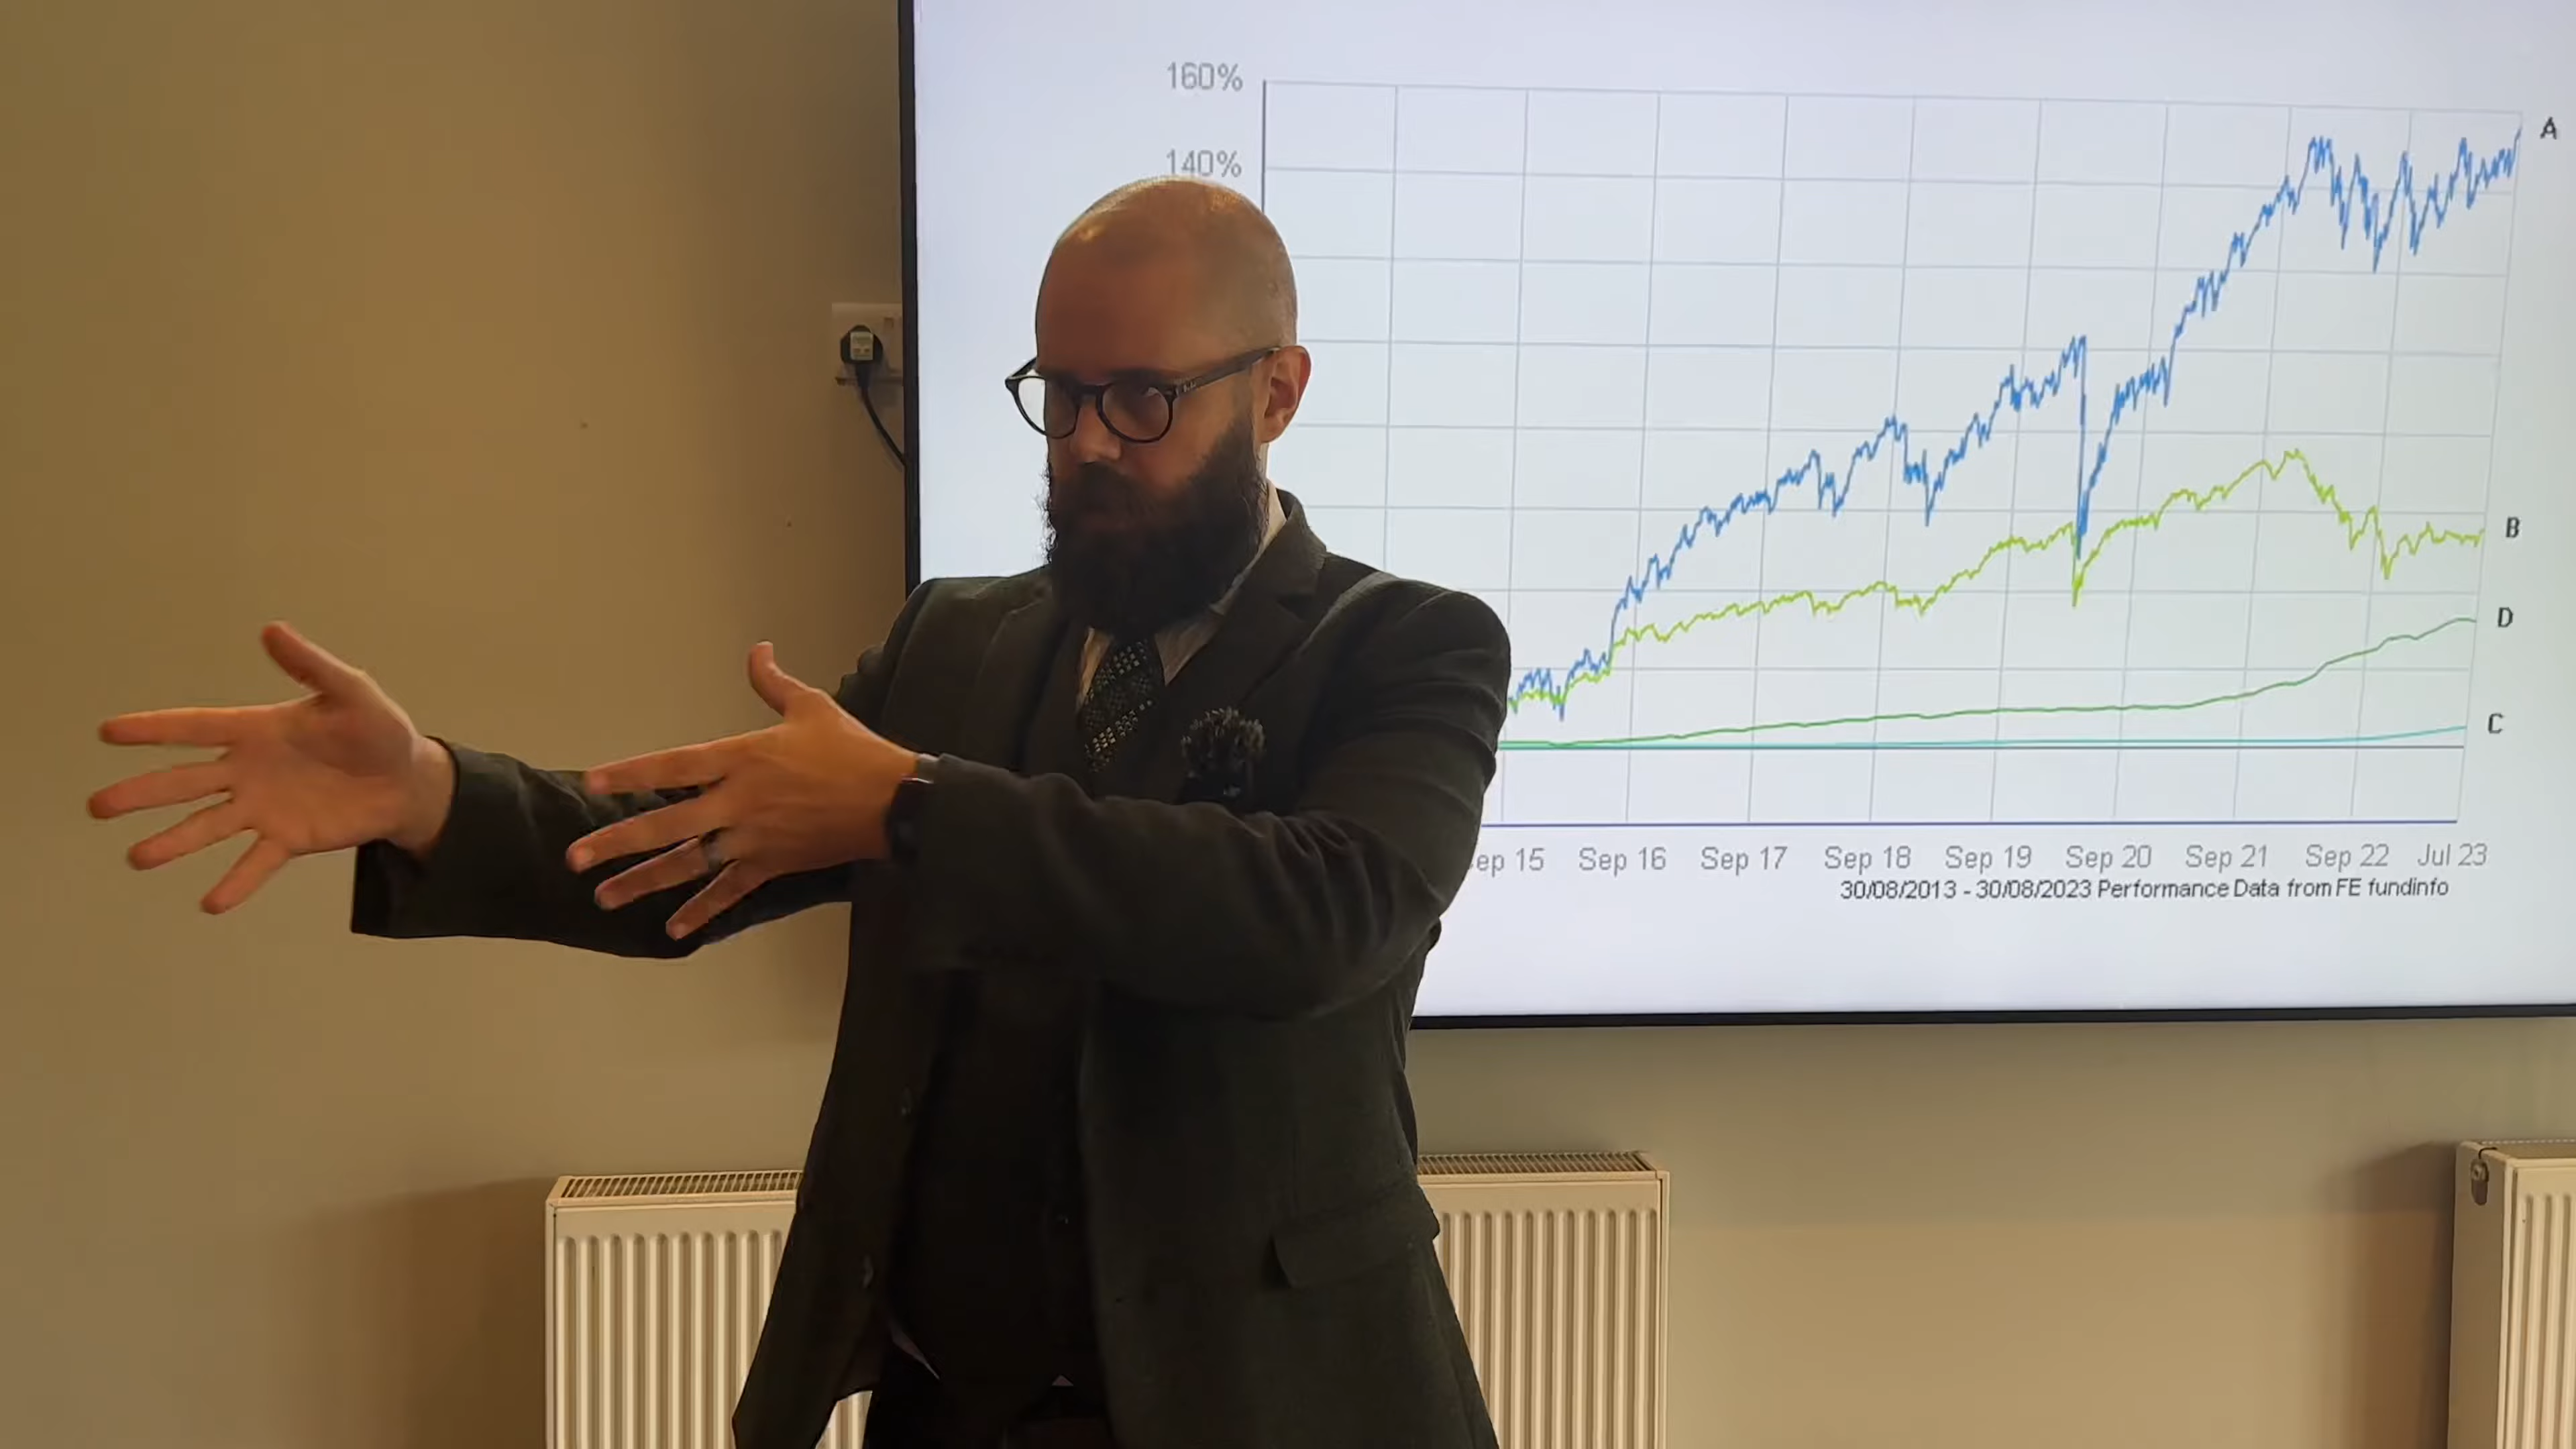 160%
A
140%
B
D
C
ep 15 Sep 16 Sep 17 Sep 18 Sep 19 Sep 20 Sep 21 Sep 22 Jul 23
30/08/2013 - 30/08/2023 Performance Data from FE fundinfo